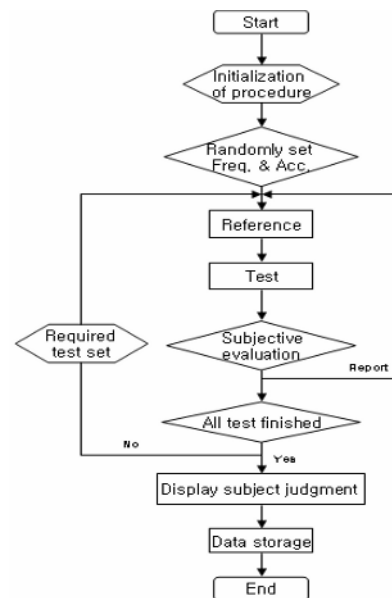 Start
Initialization
of procedure
Randomly set
Freq. & Acc.
Reference
Test
Required
test set
Subjective
evaluation
Report
All test finished
No
Yes
Display subject judgment
Data storage
End